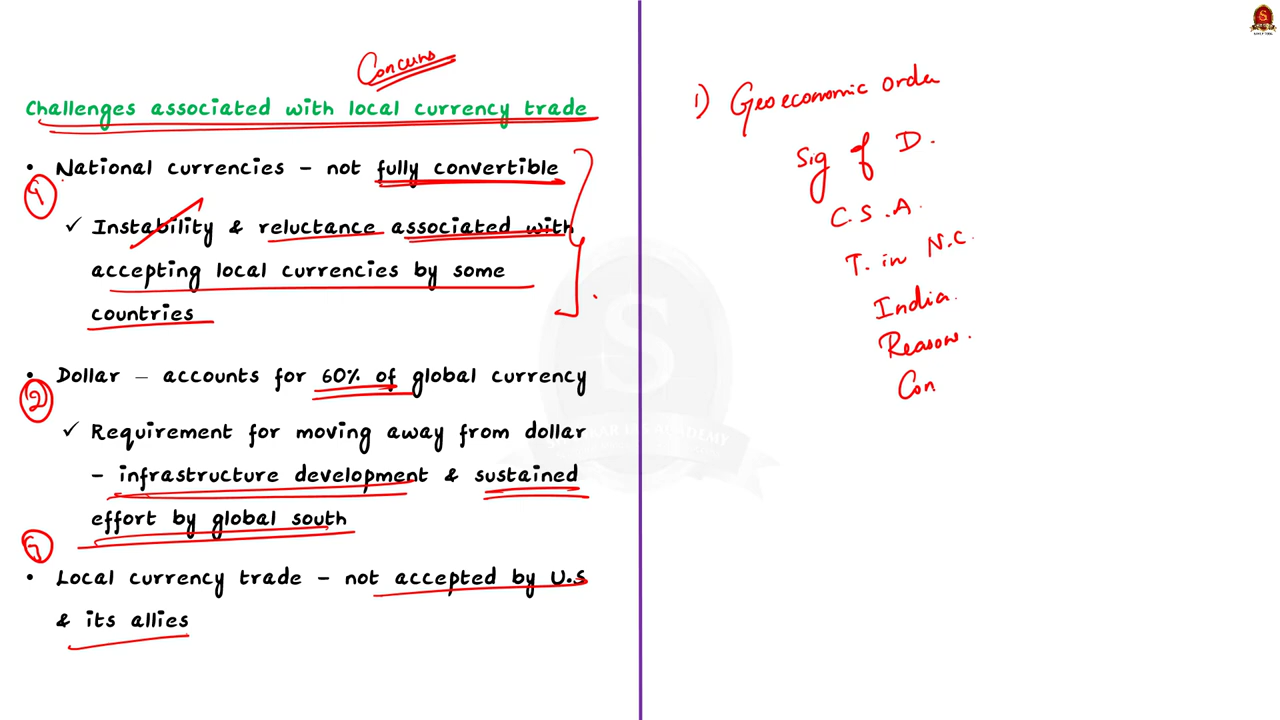 Concerns
Challenges associated with local currency trade
• National currencies – not fully convertible
1
✓ Instability & reluctance associated with
accepting local currencies by some
countries
• Dollar – accounts for 60% of global currency
2
✓ Requirement for moving away from dollar
– infrastructure development & sustained
effort by global south
3
• Local currency trade – not accepted by U.S
& its allies
1) Geoeconomic order
Sig of D.
C.S.A.
T. in N.C.
India.
Reason.
Con